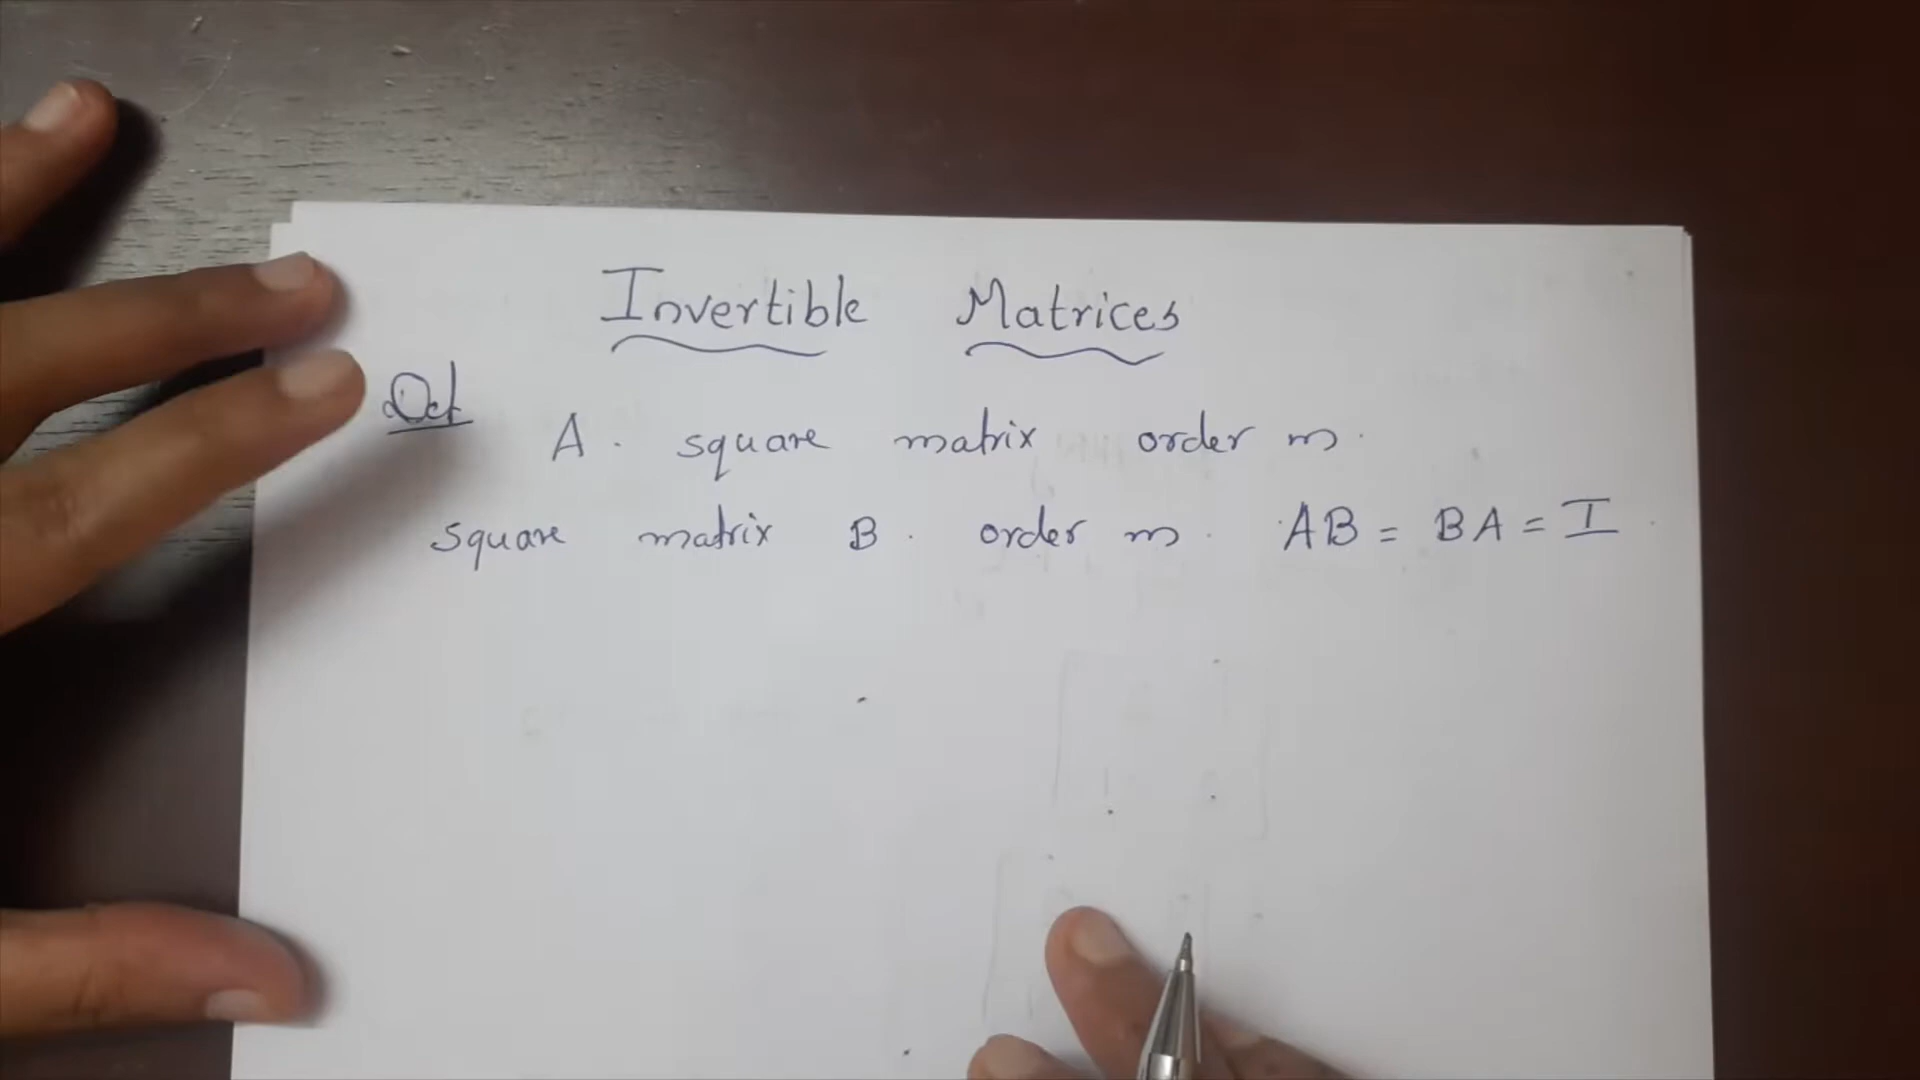 Invertible Matrices
Def
A. square matrix order m.
square matrix B. order m. AB = BA = I.